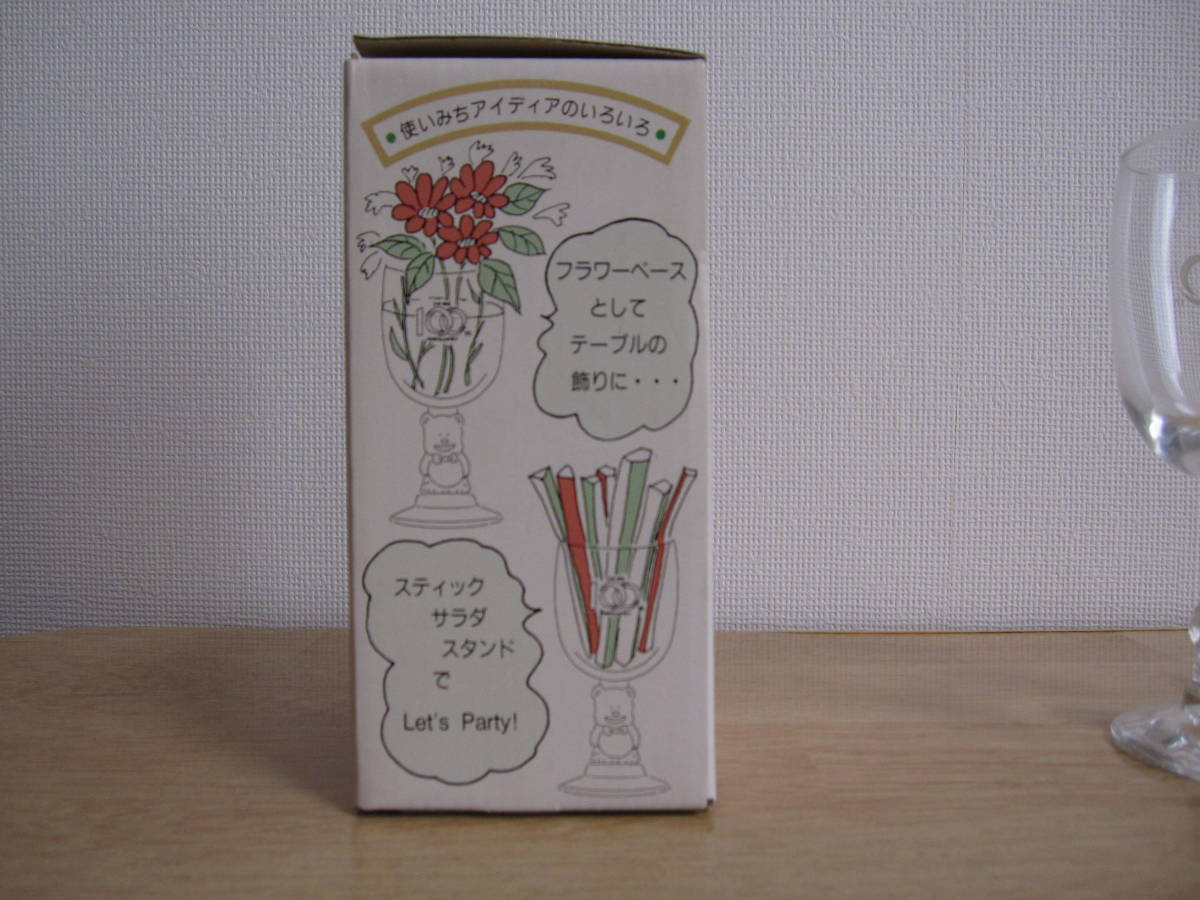 使いみちアイディアのいろいろ
フラワーベース
として
テーブルの
飾りに・・・
100
スティック
サラダ
スタンド
で
Let's Party!